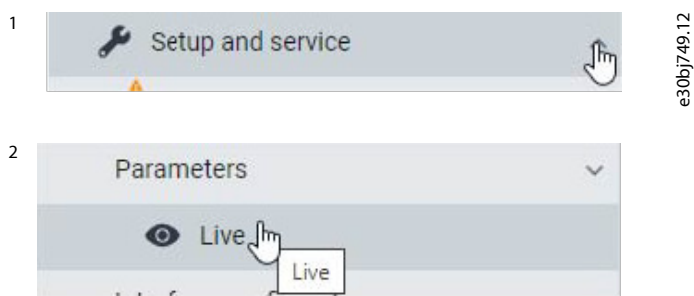 1
Setup and service
2
Parameters
Live
Live
e30bj749.12